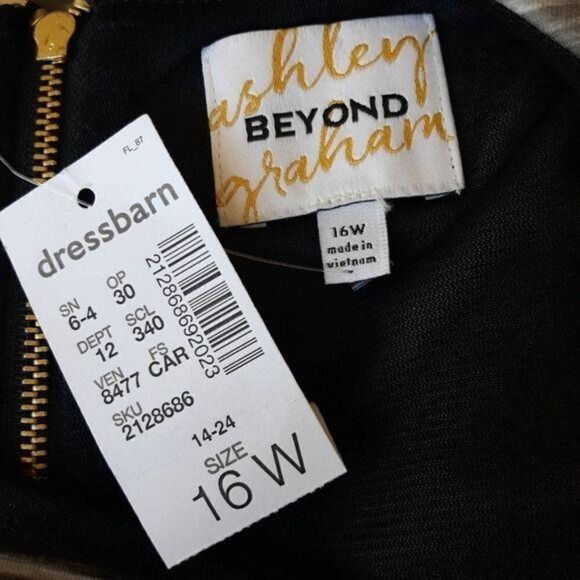 ashley
BEYOND
graham
16W
made in
vietnam
FL_87
dressbarn
SN OP
6-4 30
DEPT SCL
12 340
VEN FS
8477 CAR
SKU
2128686
212868692023
14-24
SIZE
16 W